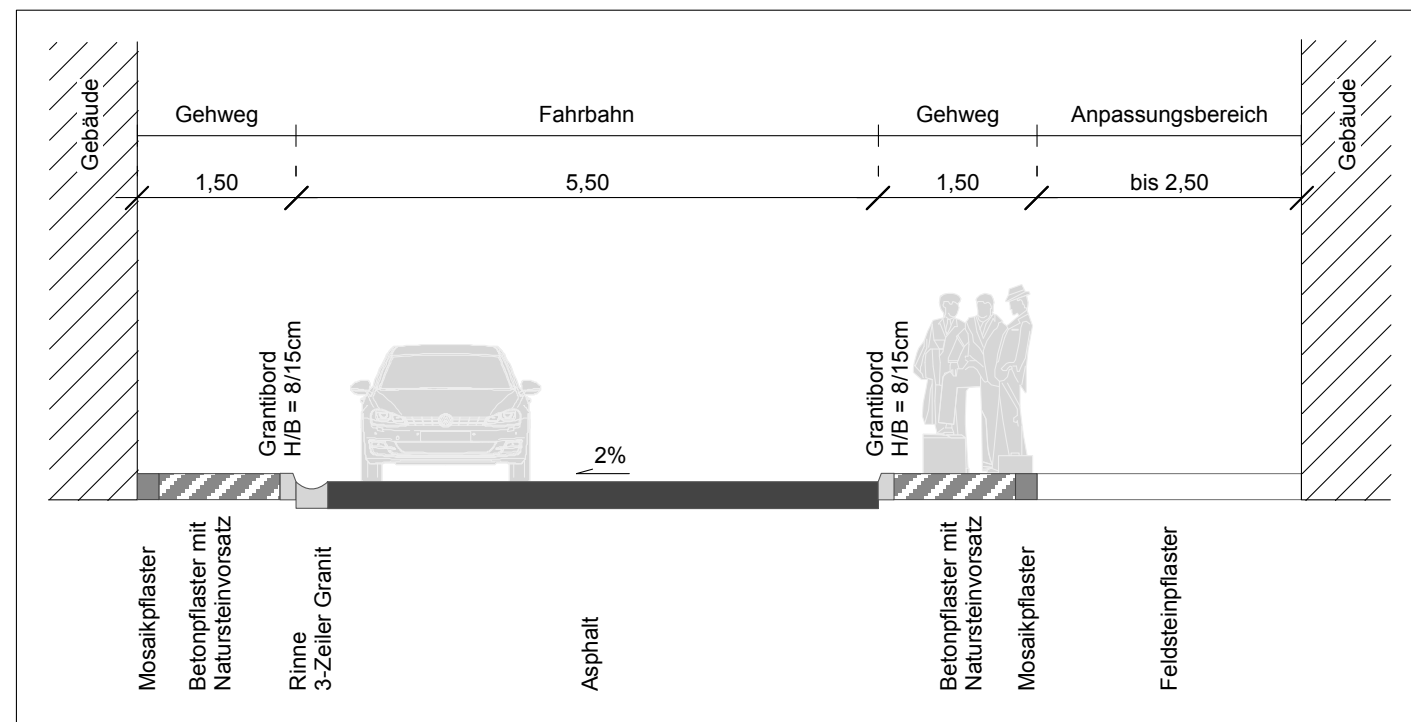 Gebäude
Gehweg
Fahrbahn
Gehweg
Anpassungsbereich
Gebäude
1,50
5,50
1,50
bis 2,50
Grantibord
H/B = 8/15cm
Grantibord
H/B = 8/15cm
2%
Mosaikpflaster
Betonpflaster mit
Natursteinvorsatz
Rinne
3-Zeiler Granit
Asphalt
Betonpflaster mit
Natursteinvorsatz
Mosaikpflaster
Feldsteinpflaster